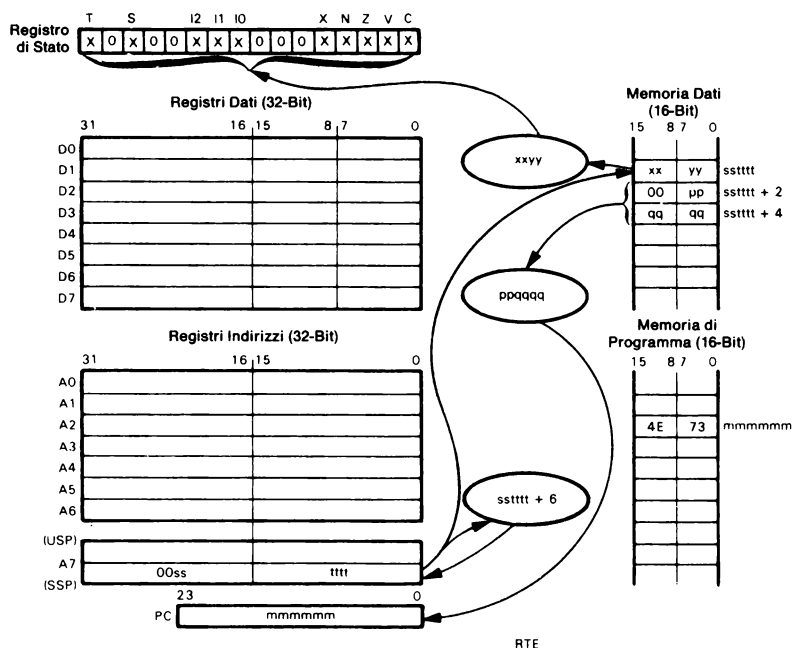 T S I2 I1 I0 X N Z V C
Registro di Stato
X 0 X 0 0 X X X 0 0 0 X X X X X
Registri Dati (32-Bit)
31 16 15 8 7 0
D0
D1
D2
D3
D4
D5
D6
D7
xxyy
Memoria Dati
(16-Bit)
15 8 7 0
xx yy sstttt
00 pp sstttt + 2
qq qq sstttt + 4
ppqqqq
Registri Indirizzi (32-Bit)
31 16 15 0
A0
A1
A2
A3
A4
A5
A6
(USP)
A7
(SSP)
00ss tttt
sstttt + 6
Memoria di
Programma (16-Bit)
15 8 7 0
4E 73 mmmmmm
23 0
PC mmmmmm
RTE